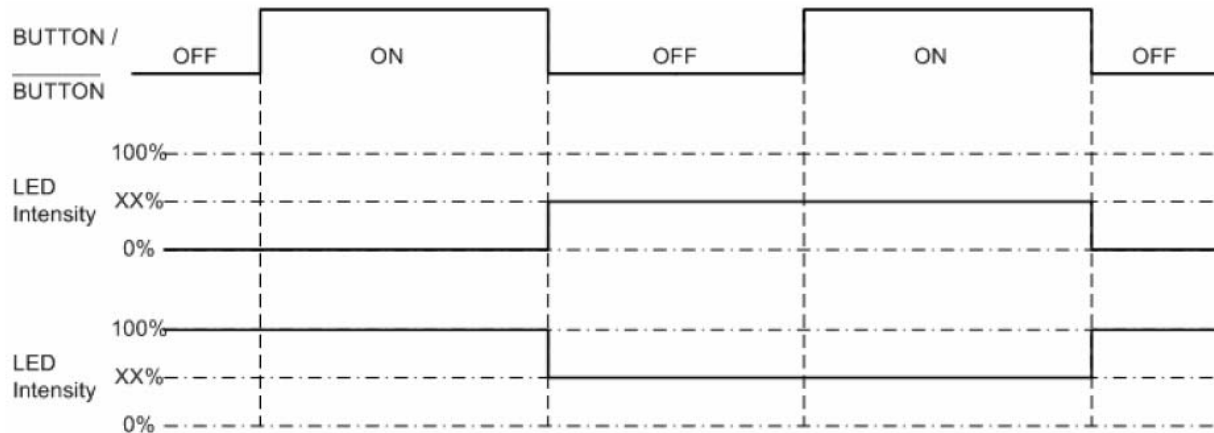 BUTTON /
OFF ON OFF ON OFF
BUTTON
100%
LED
XX%
Intensity
0%
100%
LED
XX%
Intensity
0%